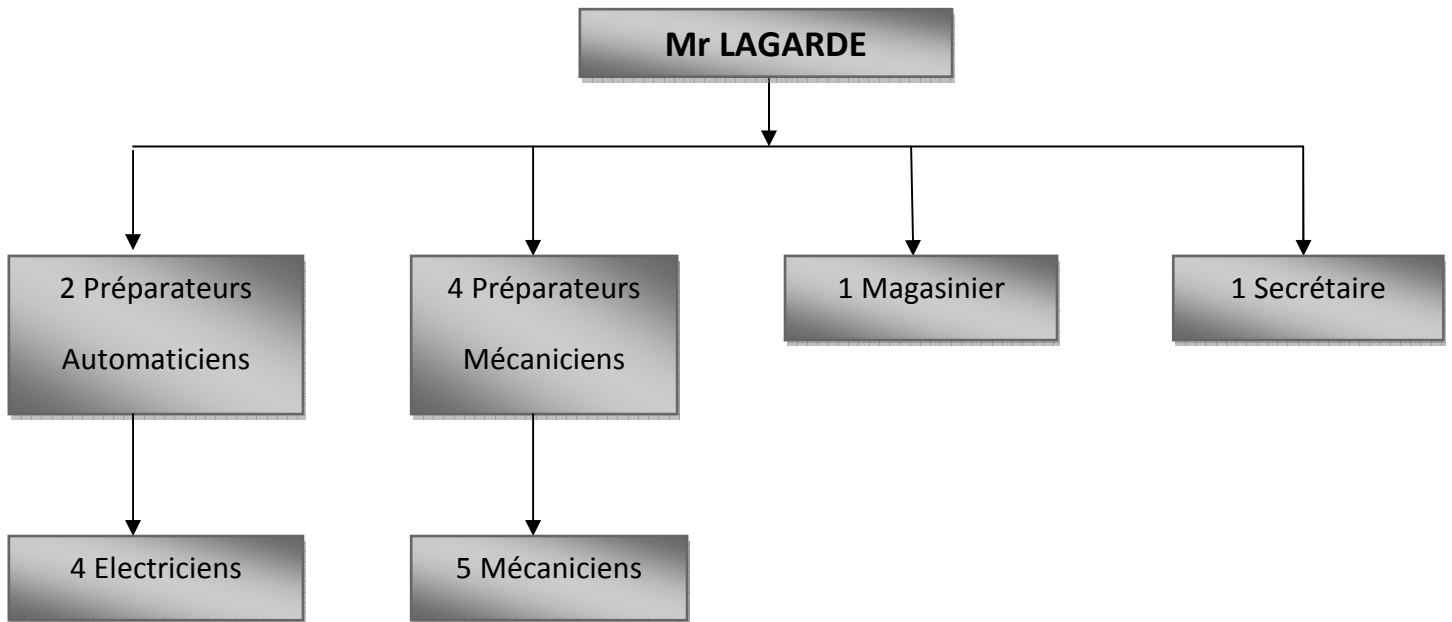 Mr LAGARDE
2 Préparateurs
Automaticiens
4 Préparateurs
Mécaniciens
1 Magasinier
1 Secrétaire
4 Electriciens
5 Mécaniciens